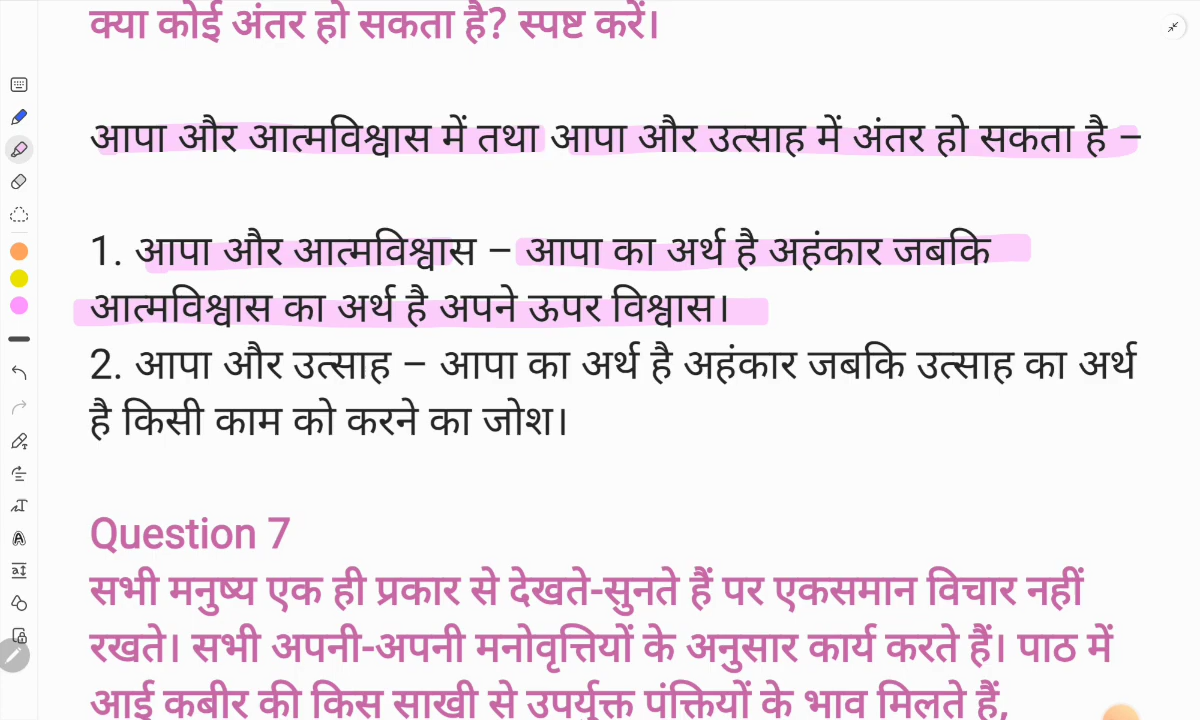 क्या कोई अंतर हो सकता है? स्पष्ट करें।
आपा और आत्मविश्वास में तथा आपा और उत्साह में अंतर हो सकता है –
1. आपा और आत्मविश्वास – आपा का अर्थ है अहंकार जबकि
आत्मविश्वास का अर्थ है अपने ऊपर विश्वास।
2. आपा और उत्साह – आपा का अर्थ है अहंकार जबकि उत्साह का अर्थ
है किसी काम को करने का जोश।
Question 7
सभी मनुष्य एक ही प्रकार से देखते-सुनते हैं पर एकसमान विचार नहीं
रखते। सभी अपनी-अपनी मनोवृत्तियों के अनुसार कार्य करते हैं। पाठ में
आई कबीर की किस साखी से उपर्युक्त पंक्तियों के भाव मिलते हैं,